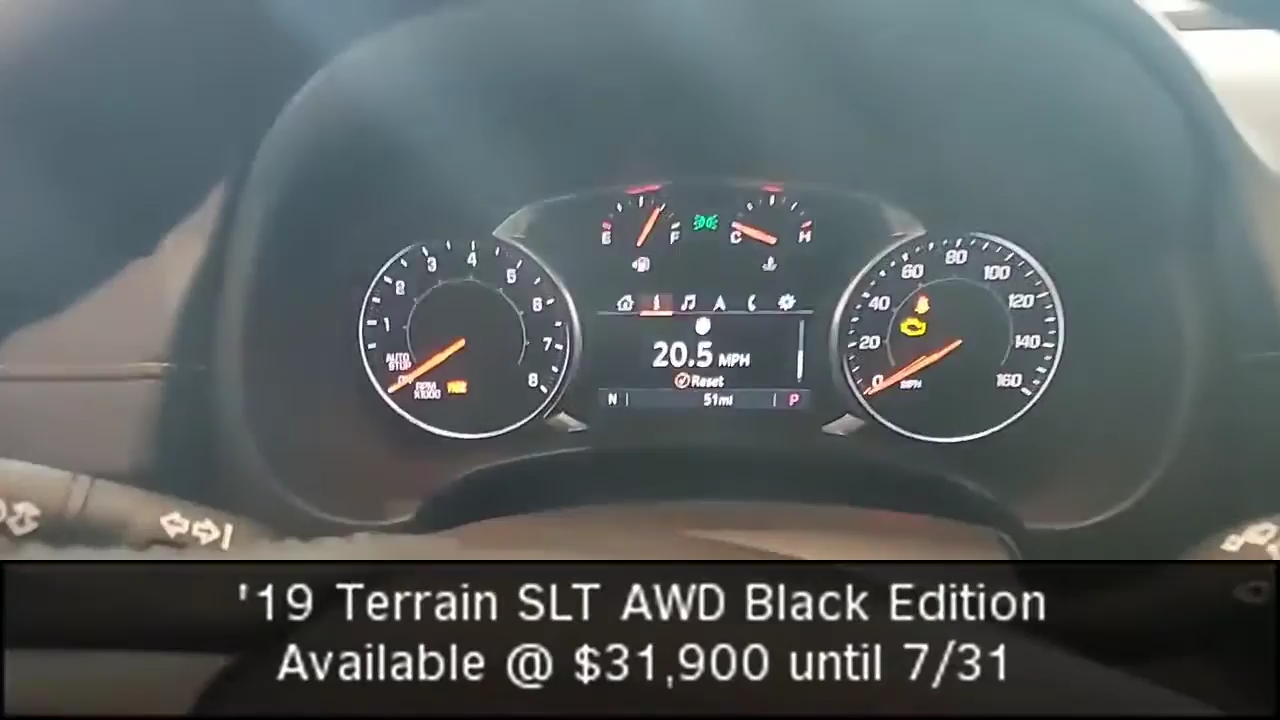 E F C H
1 2 3 4 5 6 7 8
AUTO
STOP
RPM
X1000
20.5 MPH
Reset
N 51mi P
0 20 40 60 80 100 120 140 160
MPH
'19 Terrain SLT AWD Black Edition
Available @ $31,900 until 7/31